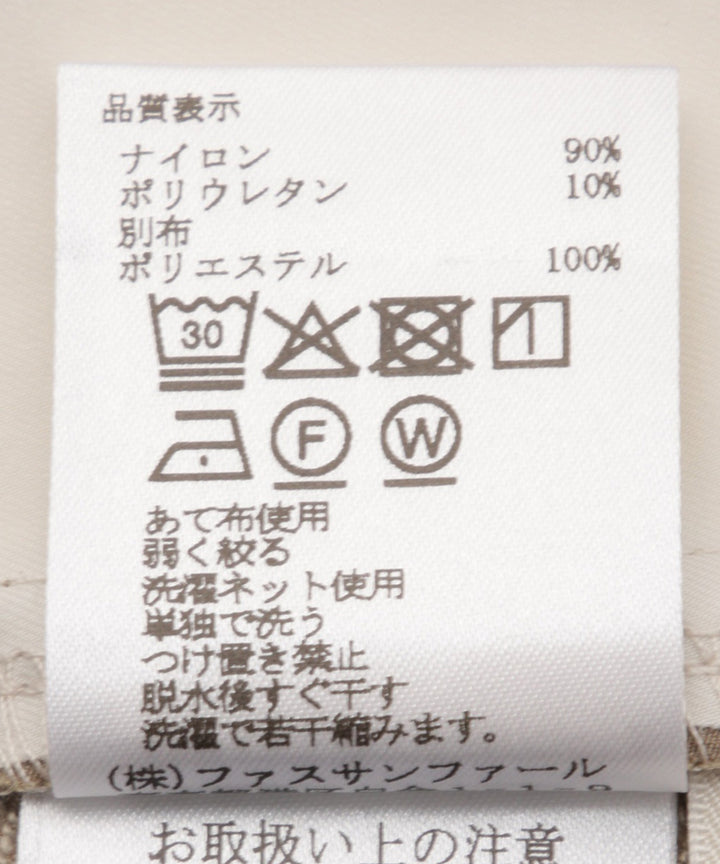 品質表示
ナイロン 90%
ポリウレタン 10%
別布
ポリエステル 100%
30
F W
あて布使用
弱く絞る
洗濯ネット使用
単独で洗う
つけ置き禁止
脱水後すぐ干す
洗濯で若干縮みます。
(株)ファスサンファール
お取扱い上の注意